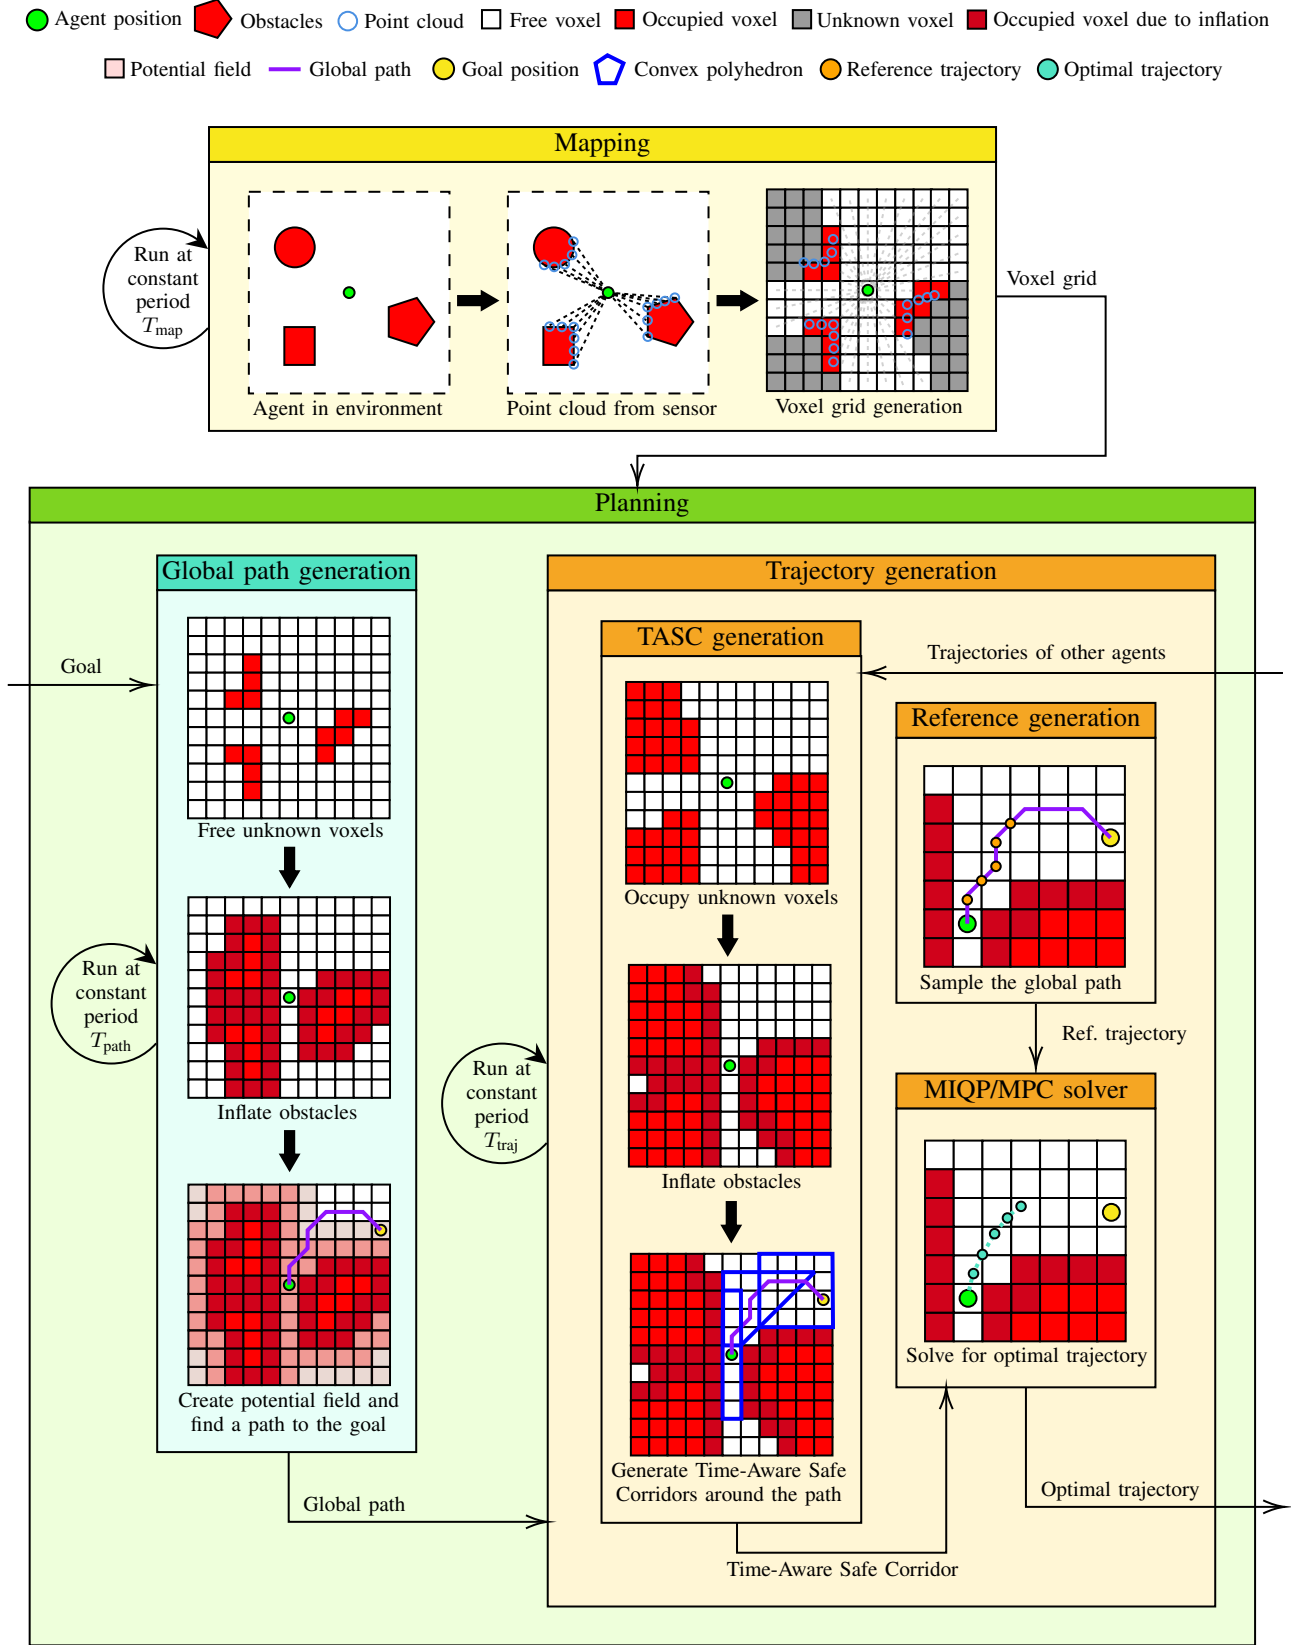 Agent position Obstacles Point cloud Free voxel Occupied voxel Unknown voxel Occupied voxel due to inflation
Potential field Global path Goal position Convex polyhedron Reference trajectory Optimal trajectory
Mapping
Run at
constant
period
T_map
Agent in environment
Point cloud from sensor
Voxel grid generation
Voxel grid
Planning
Goal
Global path generation
Free unknown voxels
Run at
constant
period
T_path
Inflate obstacles
Create potential field and
find a path to the goal
Global path
Trajectory generation
Run at
constant
period
T_traj
TASC generation
Occupy unknown voxels
Inflate obstacles
Generate Time-Aware Safe
Corridors around the path
Time-Aware Safe Corridor
Trajectories of other agents
Reference generation
Sample the global path
Ref. trajectory
MIQP/MPC solver
Solve for optimal trajectory
Optimal trajectory